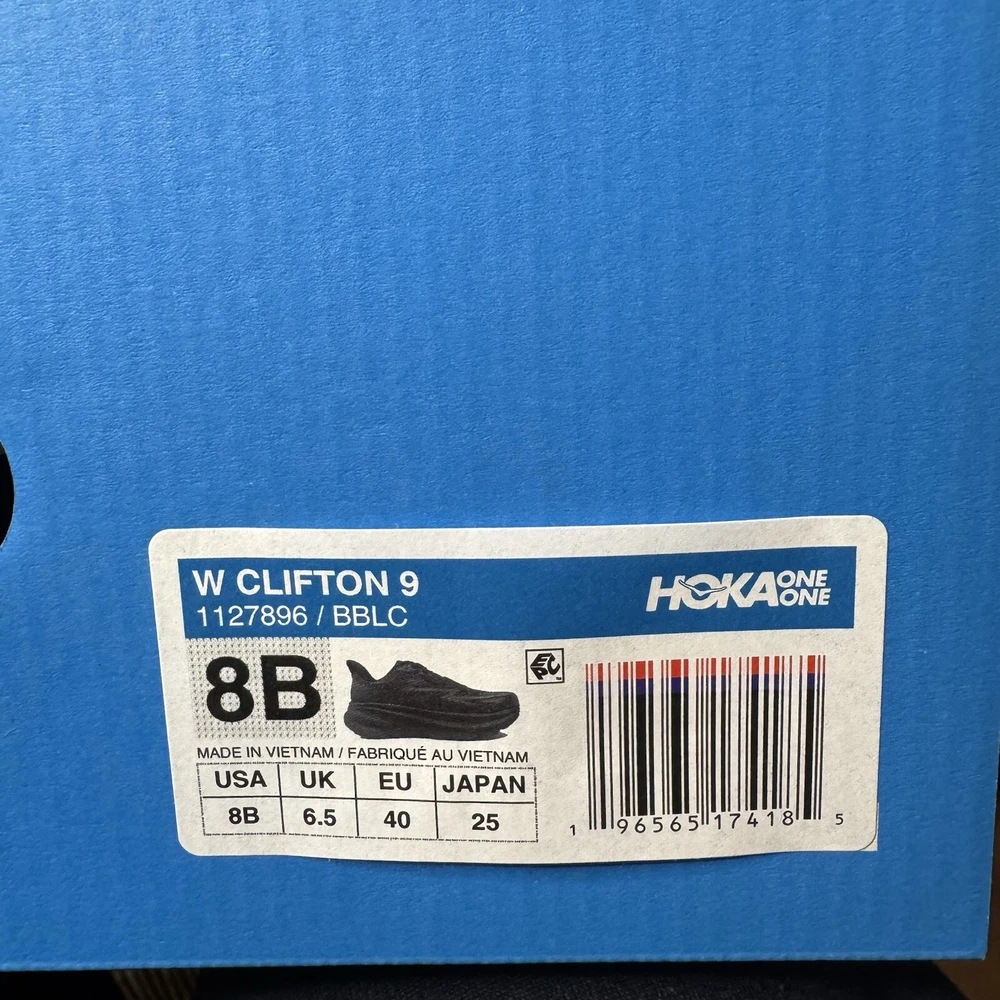 W CLIFTON 9
1127896 / BBLC
HOKA ONE ONE
8B
EPC
MADE IN VIETNAM / FABRIQUÉ AU VIETNAM
USA UK EU JAPAN
8B 6.5 40 25
1 96565 17418 5